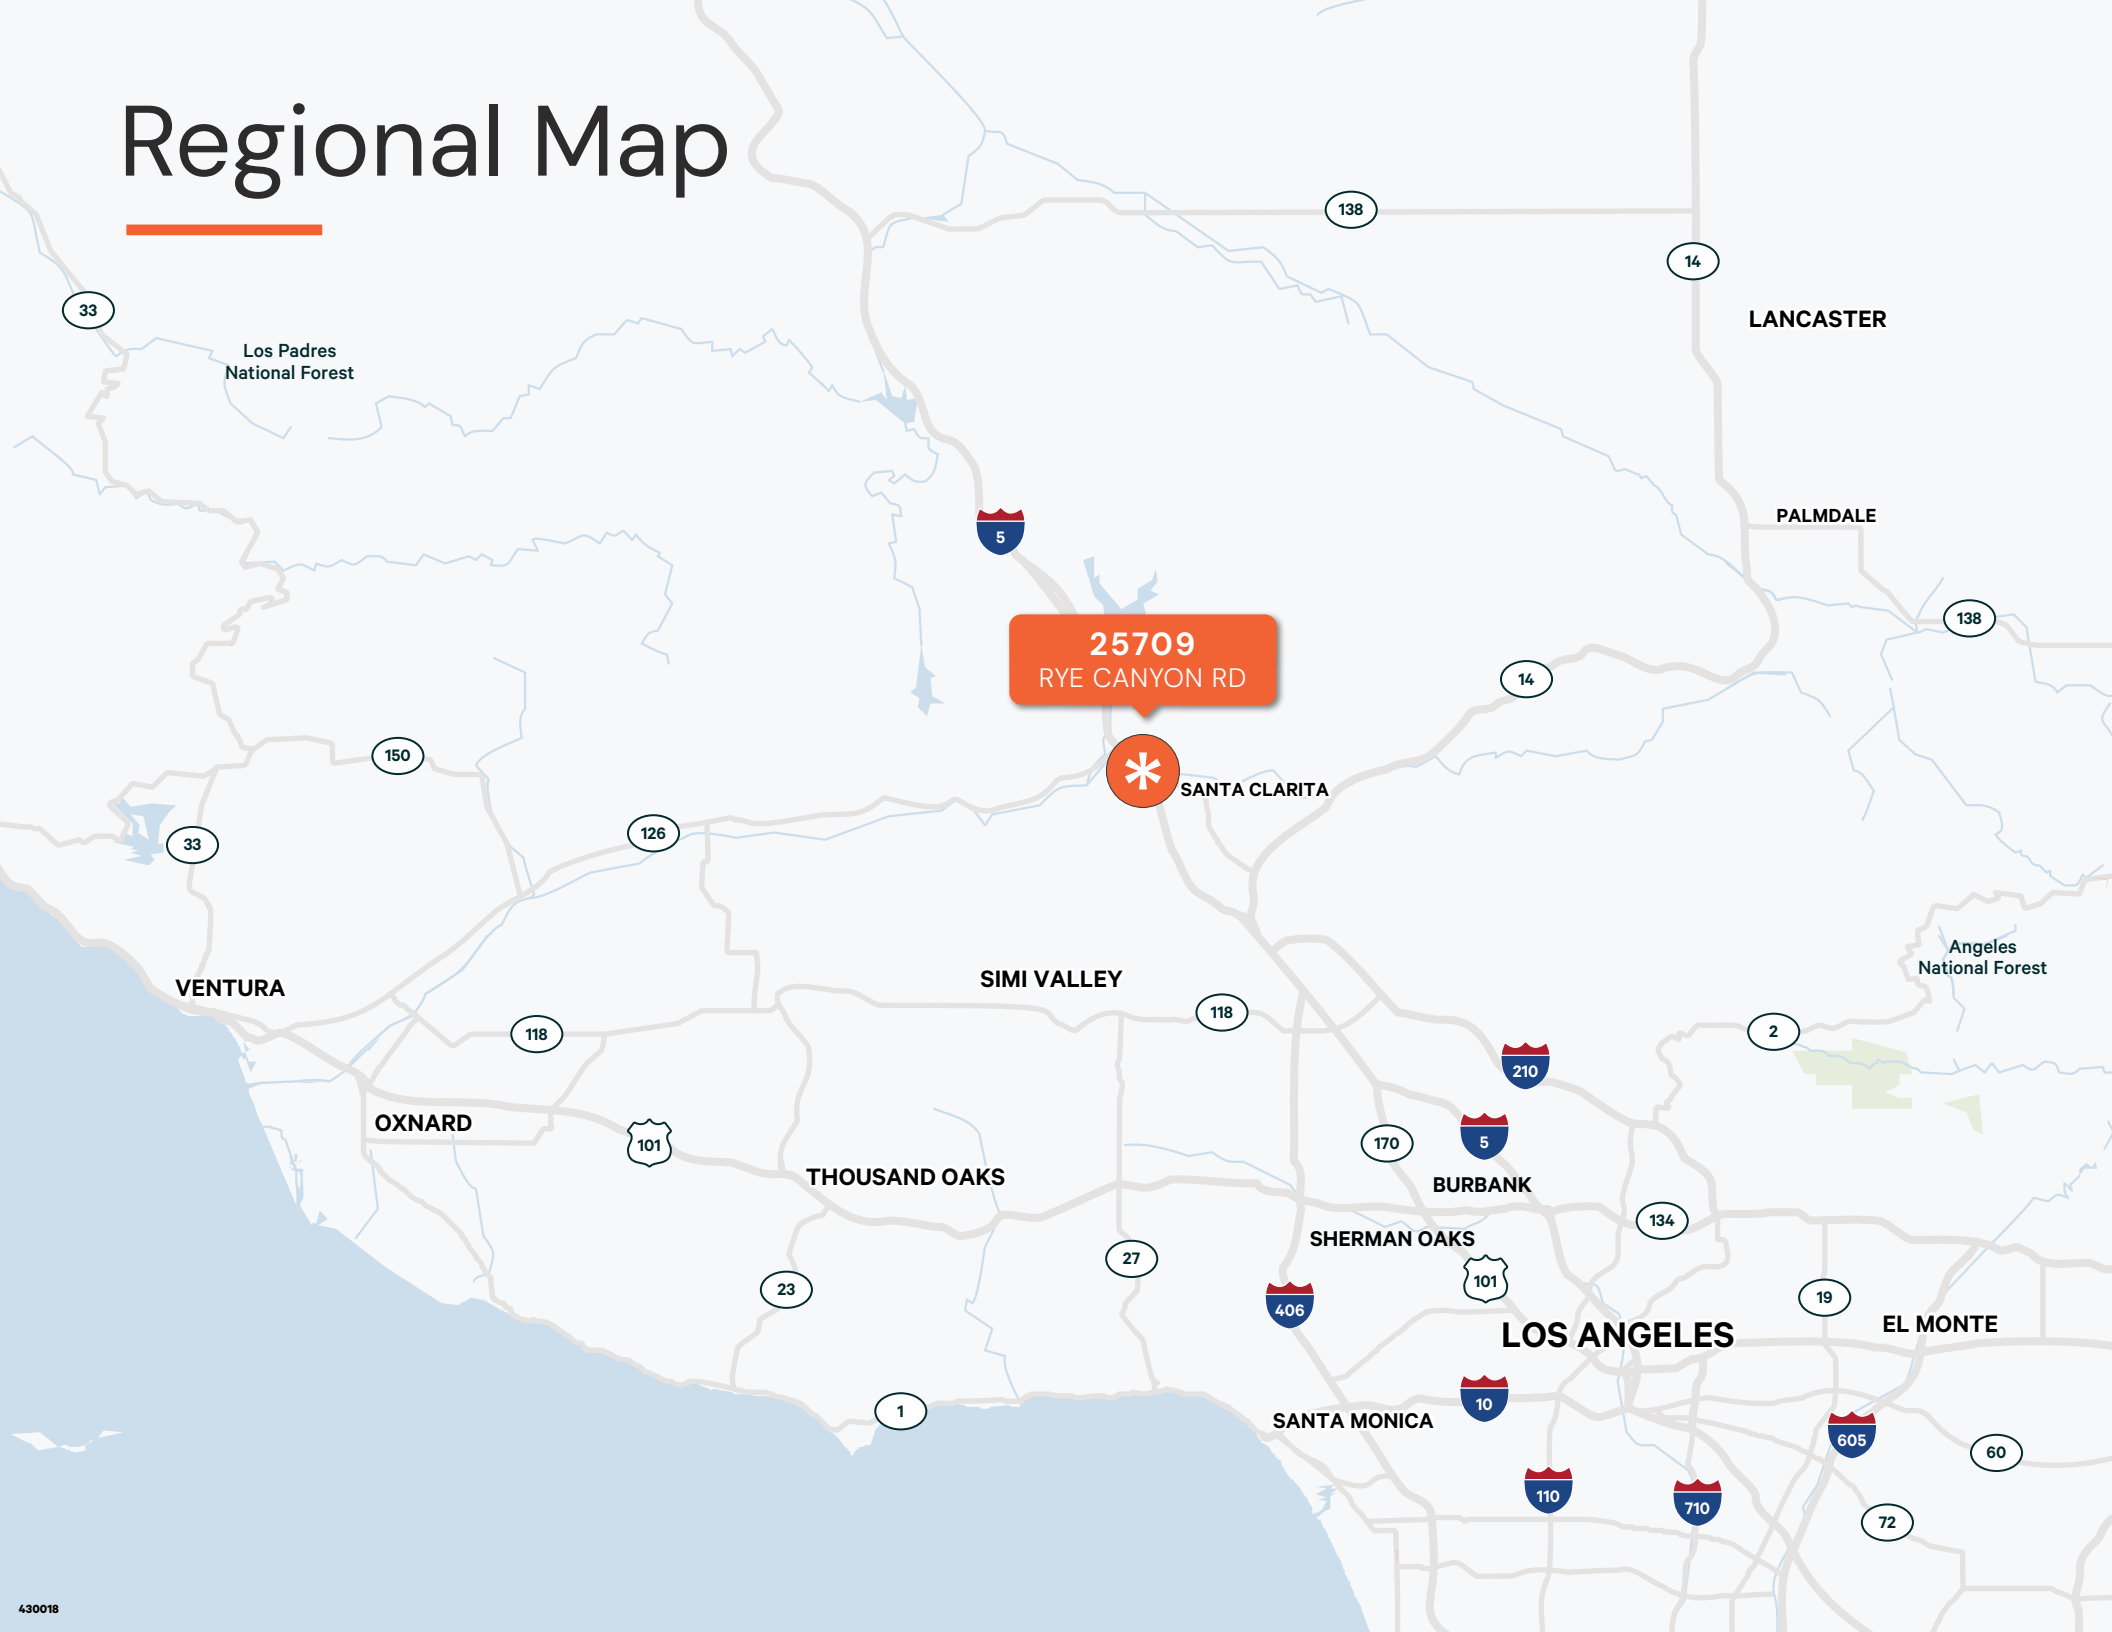 Regional Map
138
14
33
LANCASTER
Los Padres
National Forest
PALMDALE
5
138
25709
RYE CANYON RD
14
150
SANTA CLARITA
126
33
Angeles
National Forest
VENTURA
SIMI VALLEY
118
118
2
210
OXNARD
101
170
5
THOUSAND OAKS
BURBANK
134
SHERMAN OAKS
27
101
23
406
19
LOS ANGELES
EL MONTE
1
10
SANTA MONICA
605
60
110
710
72
430018